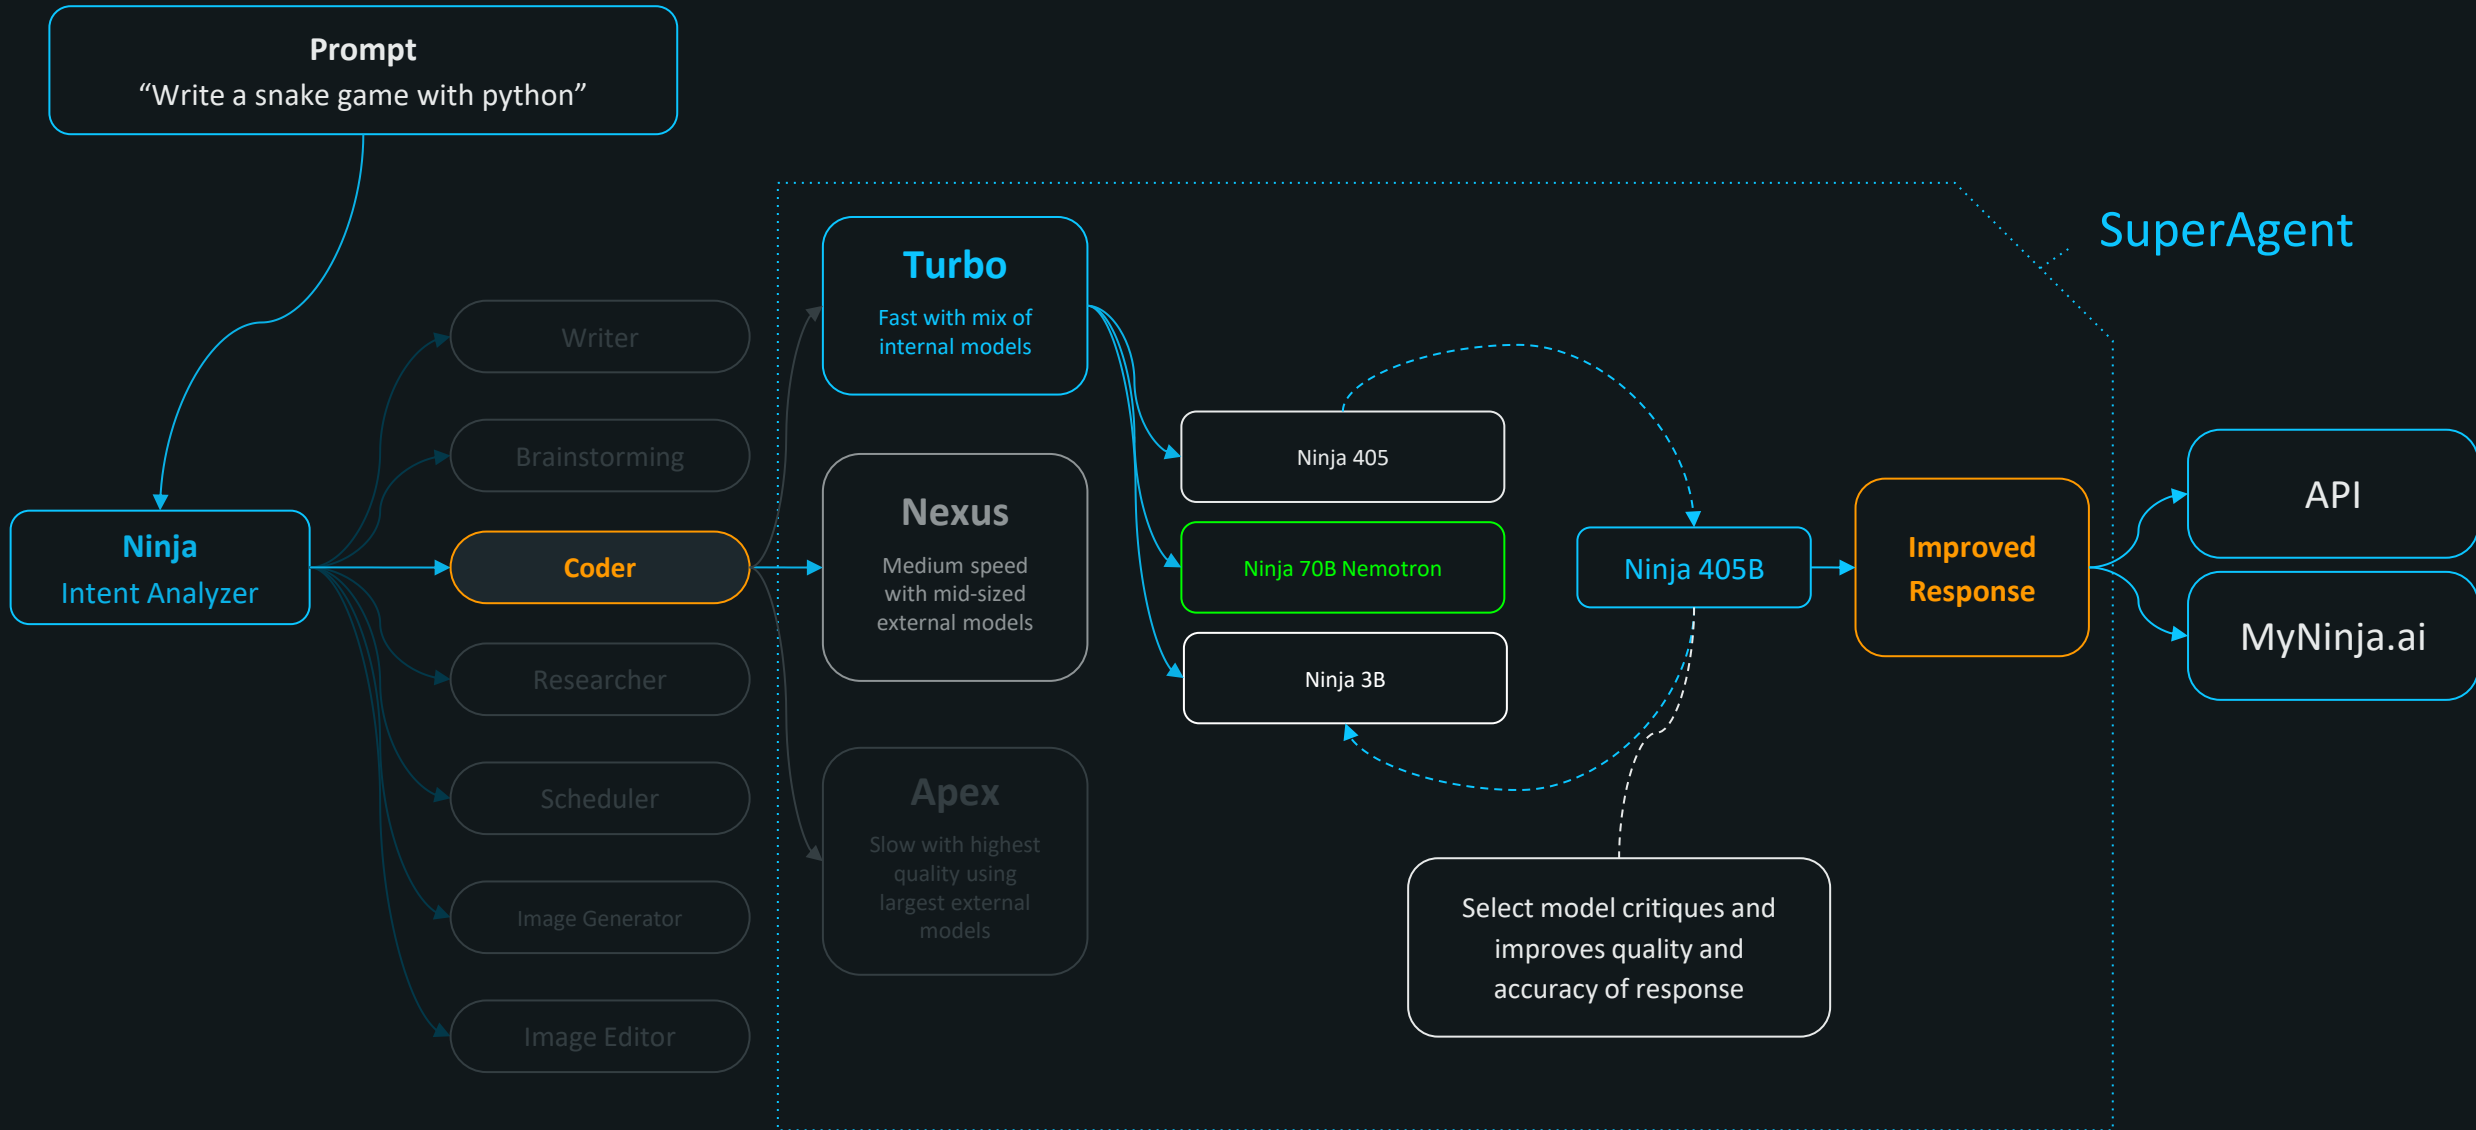 Prompt
“Write a snake game with python”
SuperAgent
Ninja
Intent Analyzer
Writer
Brainstorming
Coder
Researcher
Scheduler
Image Generator
Image Editor
Turbo
Fast with mix of
internal models
Nexus
Medium speed
with mid-sized
external models
Apex
Slow with highest
quality using
largest external
models
Ninja 405
Ninja 70B Nemotron
Ninja 3B
Ninja 405B
Select model critiques and
improves quality and
accuracy of response
Improved
Response
API
MyNinja.ai